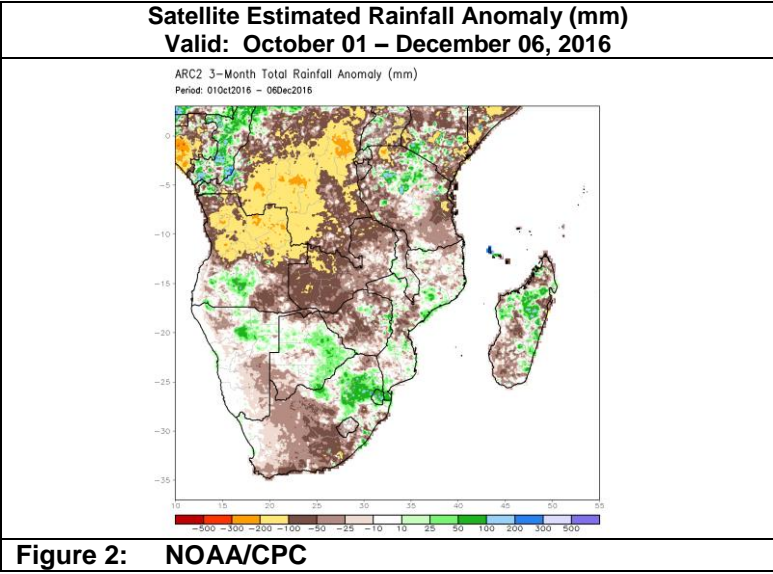 Satellite Estimated Rainfall Anomaly (mm)
Valid:  October 01 – December 06, 2016
ARC2 3-Month Total Rainfall Anomaly (mm)
Period: 01Oct2016 - 06Dec2016
0
-5
-10
-15
-20
-25
-30
-35
10 15 20 25 30 35 40 45 50 55
-500 -300 -200 -100 -50 -25 -10 10 25 50 100 200 300 500
Figure 2:    NOAA/CPC